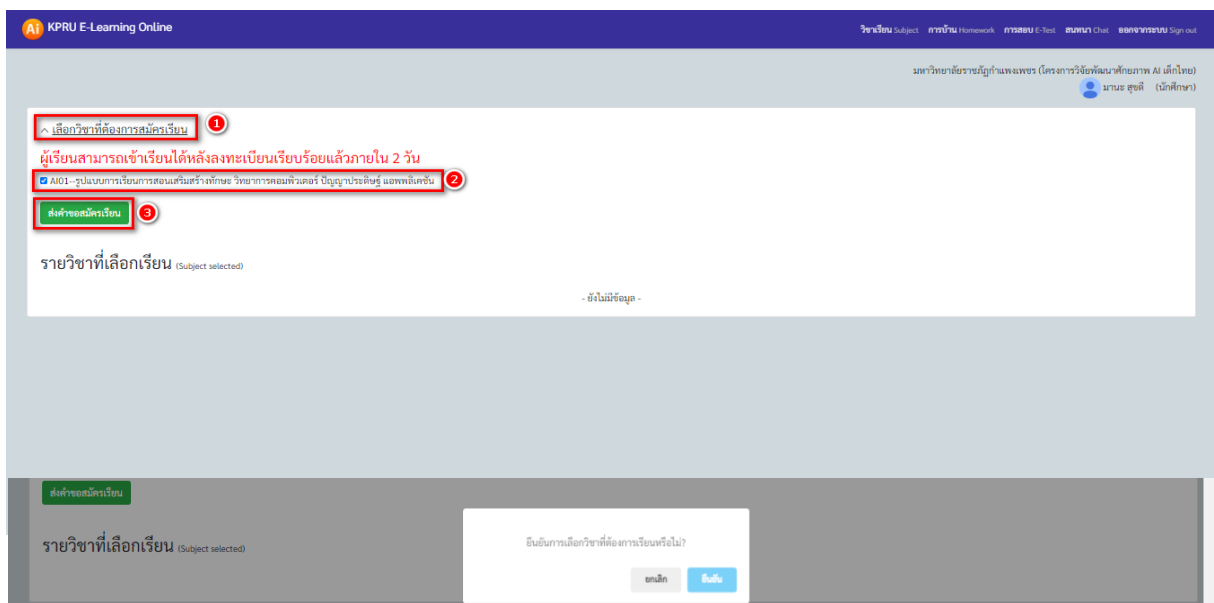 Ai KPRU E-Learning Online
วิชาเรียน Subject การบ้าน Homework การสอบ E-Test สนทนา Chat ออกจากระบบ Sign out
มหาวิทยาลัยราชภัฏกำแพงเพชร (โครงการวิจัยพัฒนาศักยภาพ AI เด็กไทย)
มานะ สุขดี (นักศึกษา)
เลือกวิชาที่ต้องการสมัครเรียน 1
ผู้เรียนสามารถเข้าเรียนได้หลังลงทะเบียนเรียบร้อยแล้วภายใน 2 วัน
AI01--รูปแบบการเรียนการสอนเสริมสร้างทักษะ วิทยาการคอมพิวเตอร์ ปัญญาประดิษฐ์ แอพพลิเคชัน 2
ส่งคำขอสมัครเรียน 3
รายวิชาที่เลือกเรียน (Subject selected)
- ยังไม่มีข้อมูล -
ส่งคำขอสมัครเรียน
รายวิชาที่เลือกเรียน (Subject selected)
ยืนยันการเลือกวิชาที่ต้องการเรียนหรือไม่?
ยกเลิก ยืนยัน